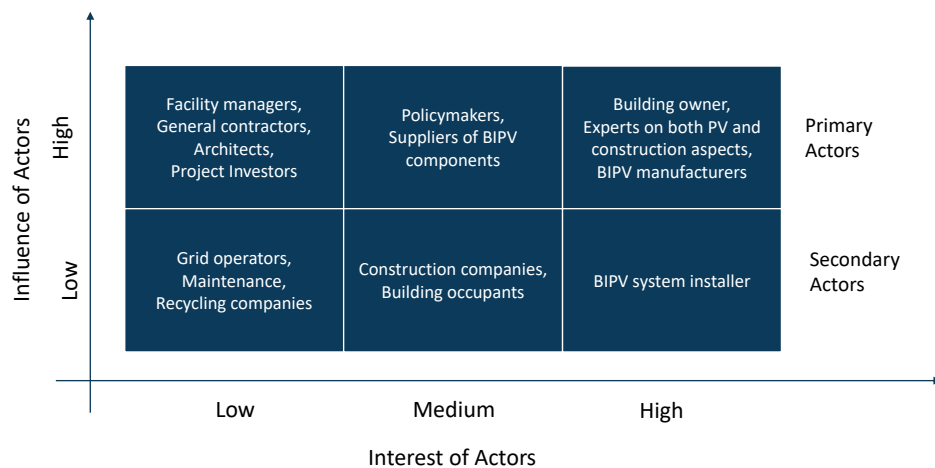 Influence of Actors
High
Low
Facility managers,
General contractors,
Architects,
Project Investors
Policymakers,
Suppliers of BIPV
components
Building owner,
Experts on both PV and
construction aspects,
BIPV manufacturers
Primary
Actors
Grid operators,
Maintenance,
Recycling companies
Construction companies,
Building occupants
BIPV system installer
Secondary
Actors
Low
Medium
High
Interest of Actors